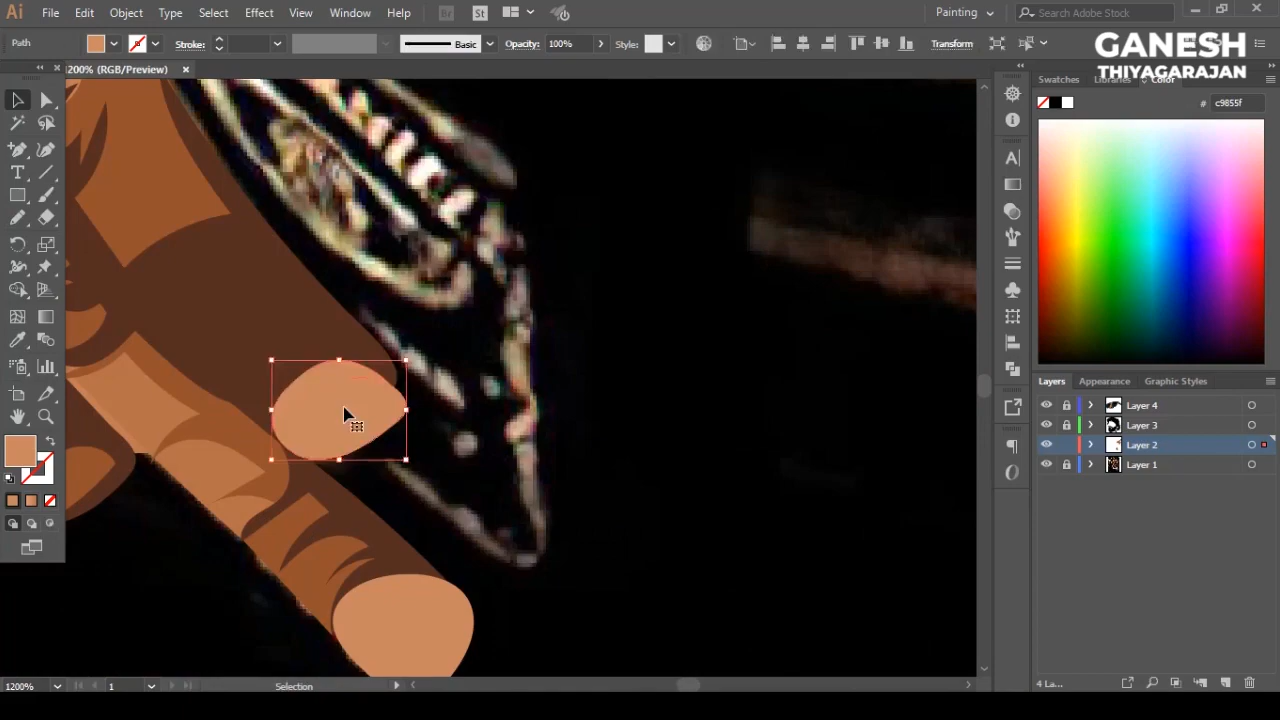 Ai File Edit Object Type Select Effect View Window Help Br St Painting Search Adobe Stock
Path Stroke: Basic Opacity: 100% Style: Transform
GANESH
THIYAGARAJAN
200% (RGB/Preview) ×
Swatches Libraries Color
# c9855f
Layers Appearance Graphic Styles
Layer 4
Layer 3
Layer 2
Layer 1
1200% 1 Selection 4 La...